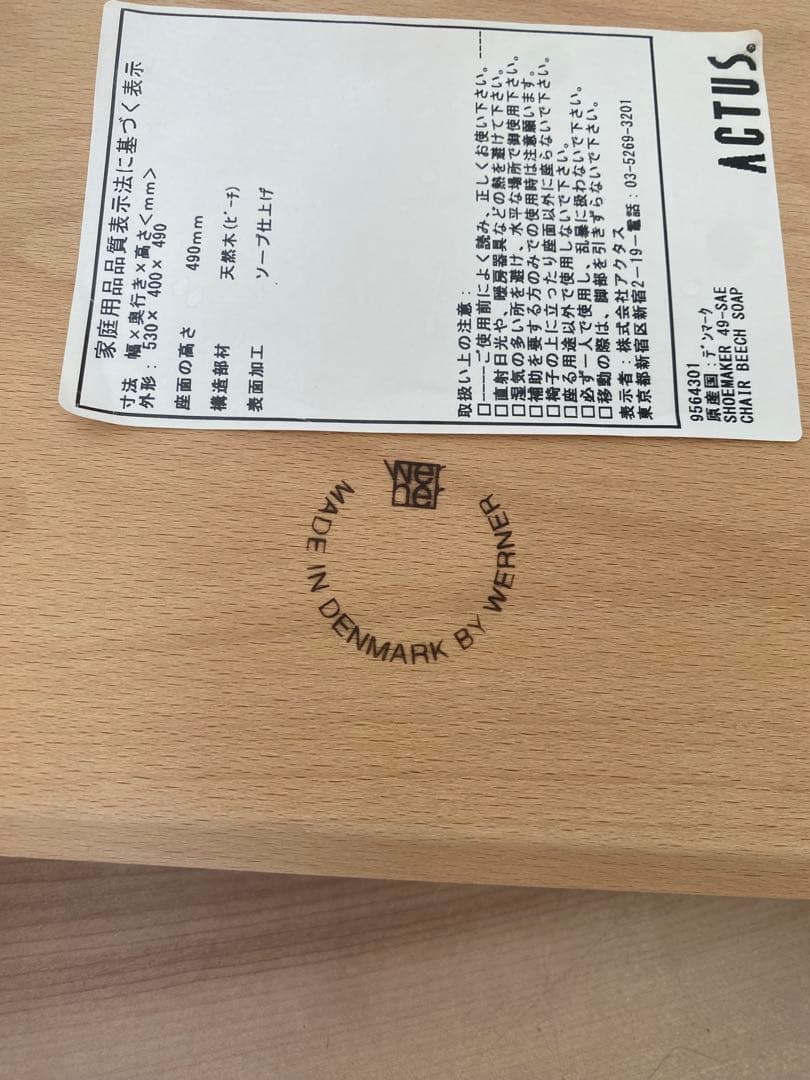 家庭用品品質表示法に基づく表示
寸法 幅×奥行き×高さ<mm>
外形: 530× 400× 490
座面の高さ 490mm
構造部材 天然木(ビーチ)
表面加工 ソープ仕上げ
取扱い上の注意:
□----ご使用前によく読み、正しくお使い下さい。----
□直射日光や、暖房器具などの熱を避けて下さい。
□湿気の多い所を避け、水平な場所で御使用下さい。
□補助を要する方のみでの使用時は注意願います。
□椅子の上に立ったり座面以外に座らないで下さい。
□座る用途以外で使用しないで下さい。
□必ず一人で使用し、乱暴に扱わないで下さい。
□移動の際は、脚部を引きずらないで下さい。
表示者: 株式会社アクタス
東京都新宿区新宿2-19-電話: 03-5269-3201
9564301
原産国:デンマーク
SHOEMAKER 49-SAE
CHAIR BEECH SOAP
ACTUS®
MADE IN DENMARK BY WERNER